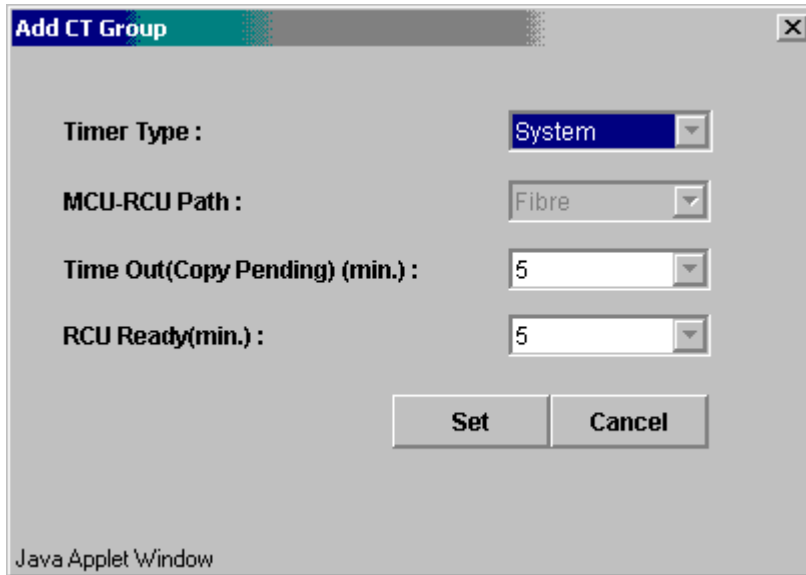 Add CT Group
Timer Type : System
MCU-RCU Path : Fibre
Time Out(Copy Pending) (min.) : 5
RCU Ready(min.) : 5
Set Cancel
Java Applet Window